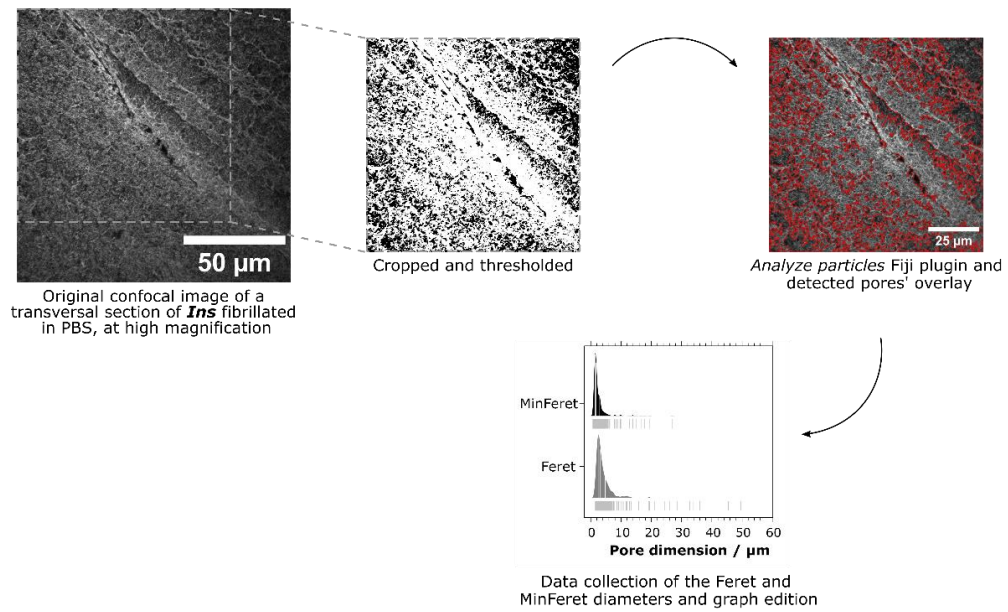 50 µm
Original confocal image of a
transversal section of Ins fibrillated
in PBS, at high magnification
Cropped and thresholded
25 µm
Analyze particles Fiji plugin and
detected pores' overlay
MinFeret
Feret
0 10 20 30 40 50 60
Pore dimension / µm
Data collection of the Feret and
MinFeret diameters and graph edition